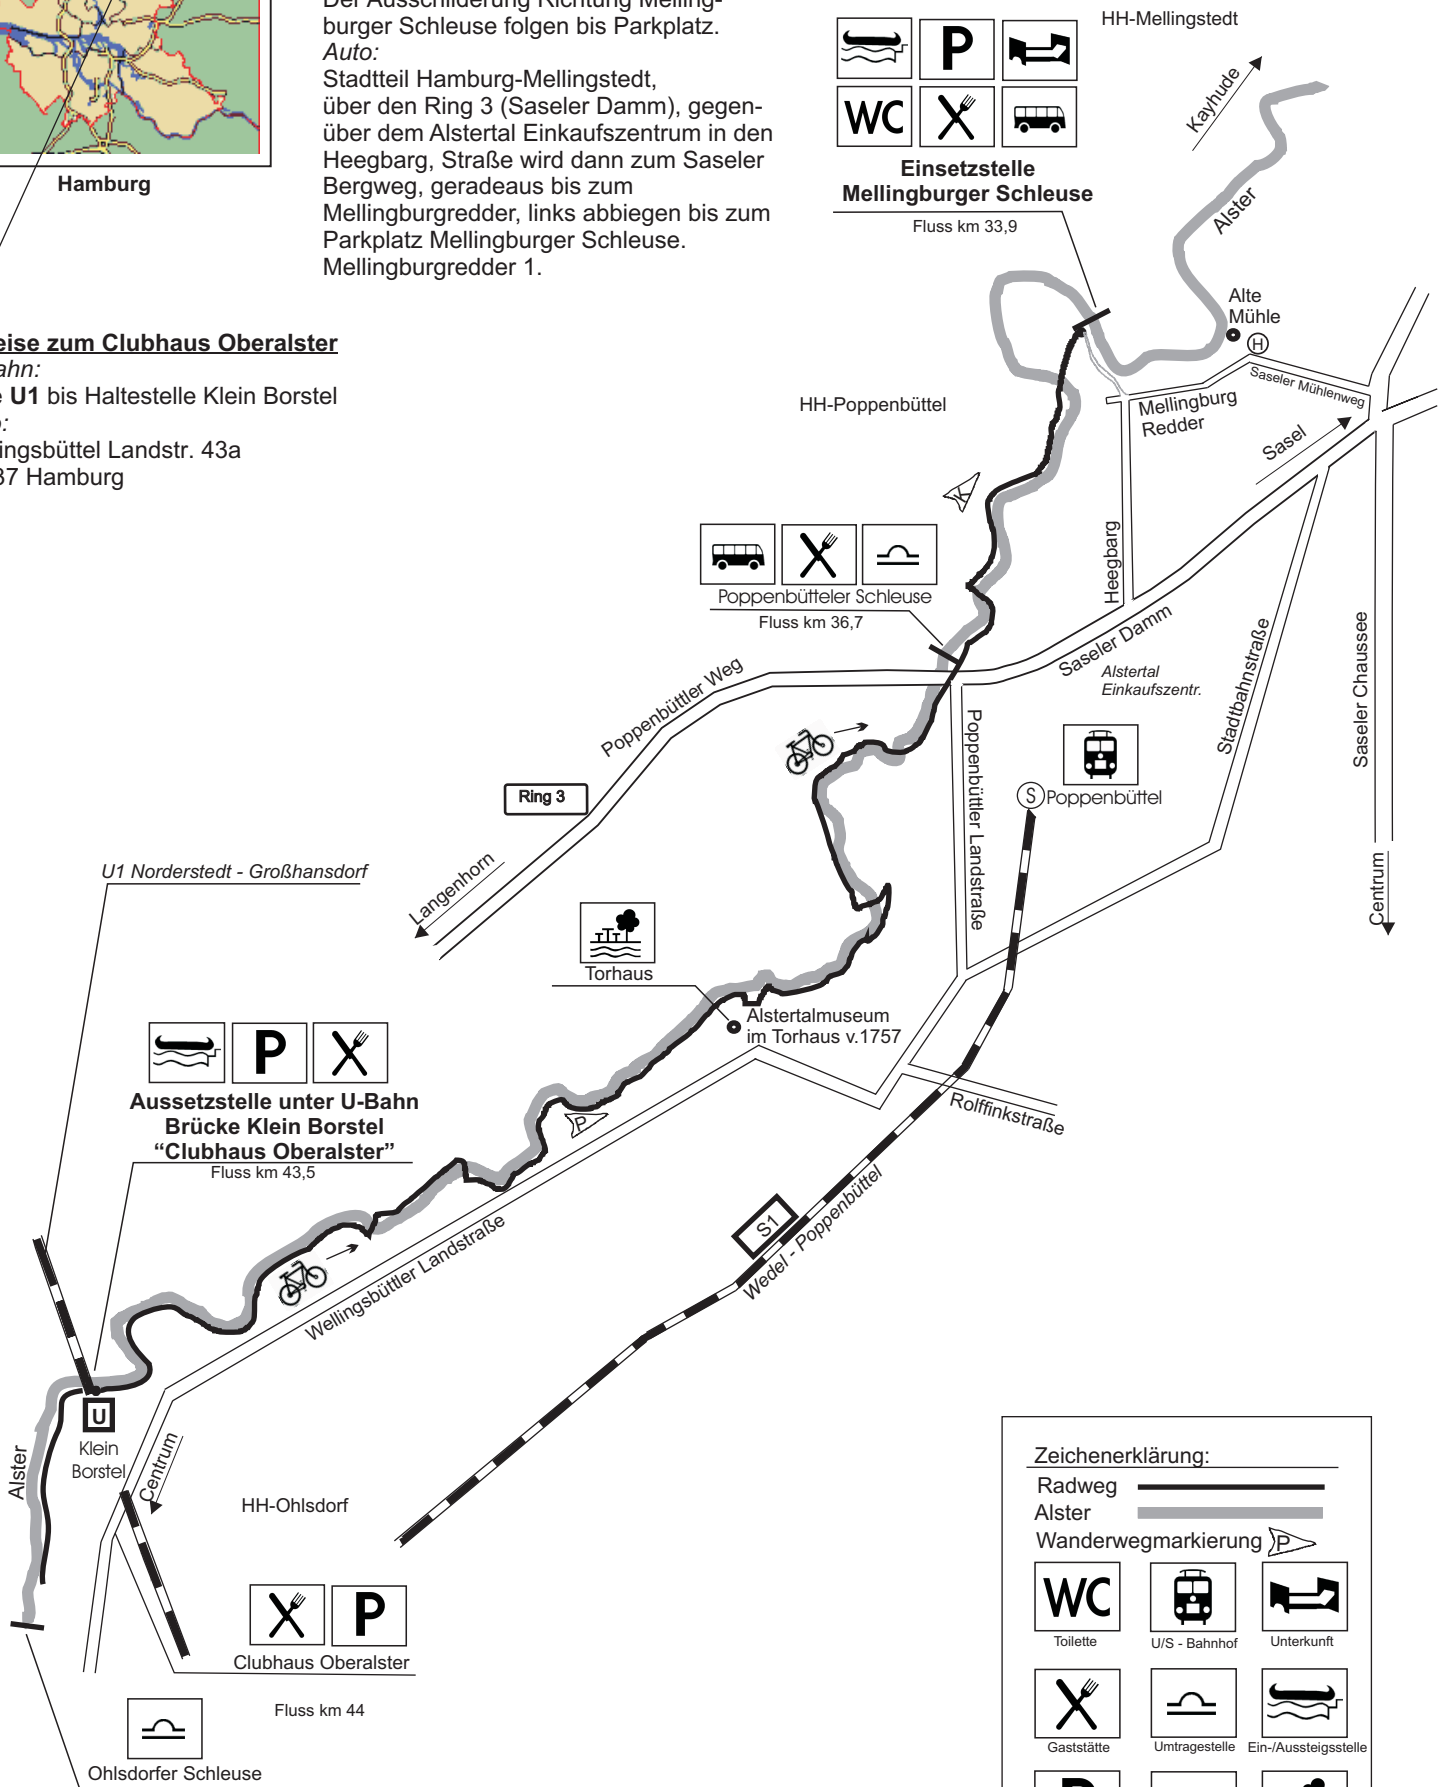 Der Ausschilderung Richtung Melling-
burger Schleuse folgen bis Parkplatz.
Auto:
Stadtteil Hamburg-Mellingstedt,
über den Ring 3 (Saseler Damm), gegen-
über dem Alstertal Einkaufszentrum in den
Heegbarg, Straße wird dann zum Saseler
Bergweg, geradeaus bis zum
Mellingburgredder, links abbiegen bis zum
Parkplatz Mellingburger Schleuse.
Mellingburgredder 1.
Hamburg
eise zum Clubhaus Oberalster
ahn:
U1 bis Haltestelle Klein Borstel
o:
lingsbüttel Landstr. 43a
37 Hamburg
HH-Mellingstedt
P
WC
Einsetzstelle
Mellingburger Schleuse
Fluss km 33,9
Kayhude
Alster
Alte
Mühle
H
Saseler Mühlenweg
Mellingburg
Redder
Sasel
HH-Poppenbüttel
K
Heegbarg
Poppenbütteler Schleuse
Fluss km 36,7
Saseler Damm
Alstertal
Einkaufszentr.
Stadtbahnstraße
Saseler Chaussee
Centrum
Poppenbüttler Weg
Ring 3
Langenhorn
Poppenbüttler Landstraße
S Poppenbüttel
U1 Norderstedt - Großhansdorf
Torhaus
Alstertalmuseum
im Torhaus v.1757
P
Aussetzstelle unter U-Bahn
Brücke Klein Borstel
“Clubhaus Oberalster”
Fluss km 43,5
P
Rolffinkstraße
S1
Wedel - Poppenbüttel
Wellingsbüttler Landstraße
U
Klein
Borstel
Alster
Centrum
HH-Ohlsdorf
P
Clubhaus Oberalster
Fluss km 44
Ohlsdorfer Schleuse
Zeichenerklärung:
Radweg
Alster
Wanderwegmarkierung P
WC
Toilette
U/S - Bahnhof
Unterkunft
Gaststätte
Umtragestelle
Ein-/Aussteigsstelle